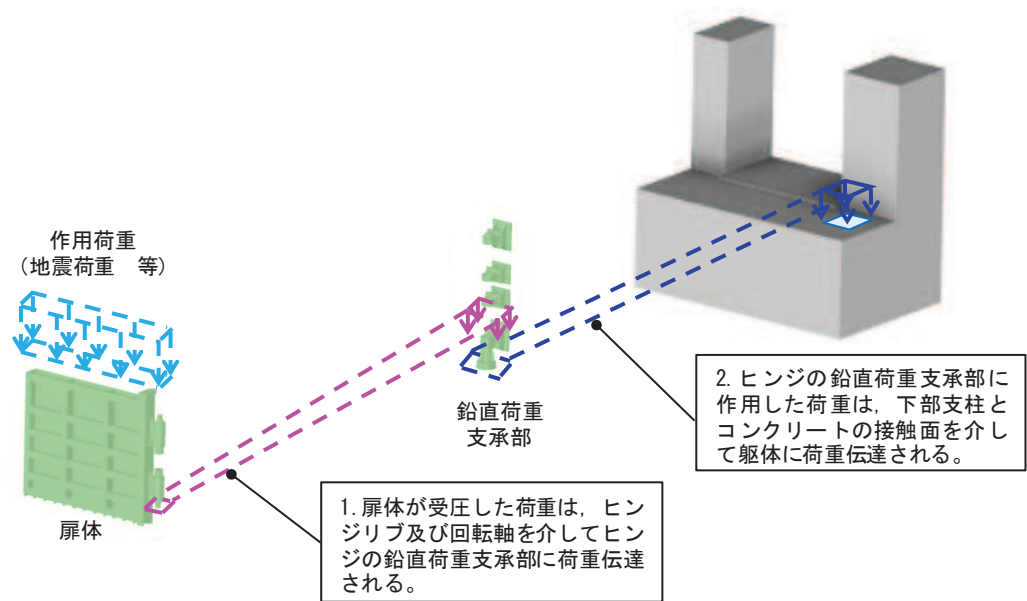 作用荷重
（地震荷重　等）
扉体
鉛直荷重
支承部
1. 扉体が受圧した荷重は，ヒン
ジリブ及び回転軸を介してヒン
ジの鉛直荷重支承部に荷重伝達
される。
2. ヒンジの鉛直荷重支承部に
作用した荷重は，下部支柱と
コンクリートの接触面を介し
て躯体に荷重伝達される。